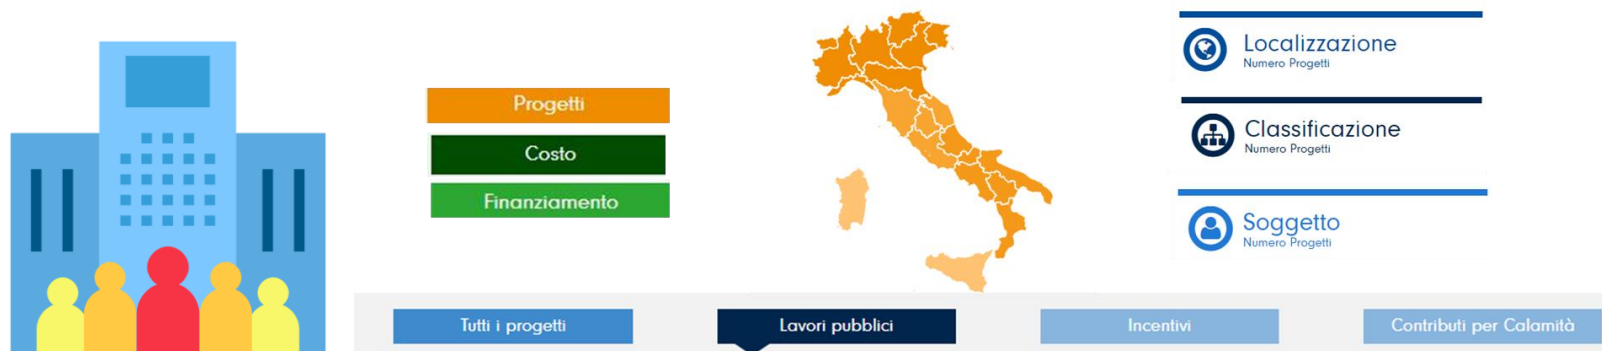 Progetti
Costo
Finanziamento
Localizzazione
Numero Progetti
Classificazione
Numero Progetti
Soggetto
Numero Progetti
Tutti i progetti
Lavori pubblici
Incentivi
Contributi per Calamità